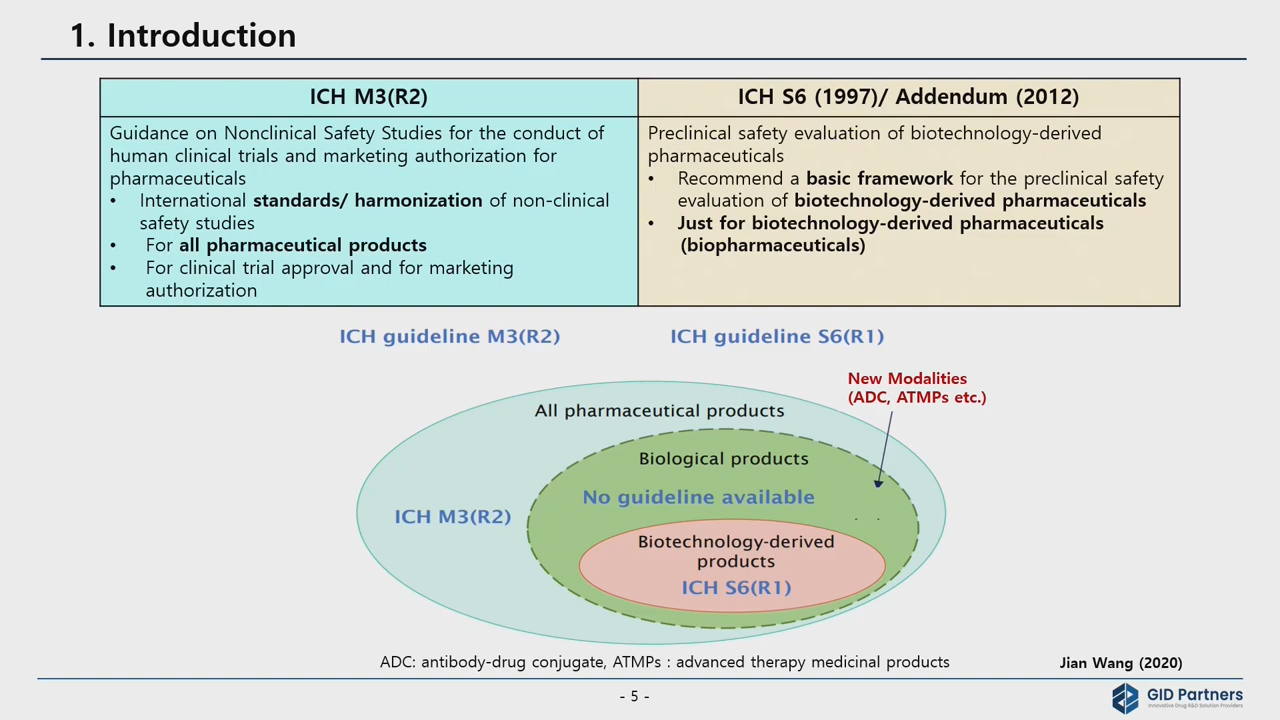 1. Introduction
ICH M3(R2)
Guidance on Nonclinical Safety Studies for the conduct of
human clinical trials and marketing authorization for
pharmaceuticals
• International standards/ harmonization of non-clinical
safety studies
• For all pharmaceutical products
• For clinical trial approval and for marketing
authorization
ICH S6 (1997)/ Addendum (2012)
Preclinical safety evaluation of biotechnology-derived
pharmaceuticals
• Recommend a basic framework for the preclinical safety
evaluation of biotechnology-derived pharmaceuticals
• Just for biotechnology-derived pharmaceuticals
(biopharmaceuticals)
ICH guideline M3(R2)
ICH guideline S6(R1)
New Modalities
(ADC, ATMPs etc.)
All pharmaceutical products
Biological products
No guideline available
ICH M3(R2)
Biotechnology-derived
products
ICH S6(R1)
ADC: antibody-drug conjugate, ATMPs : advanced therapy medicinal products
Jian Wang (2020)
- 5 -
GID Partners
Innovative Drug R&D Solution Providers